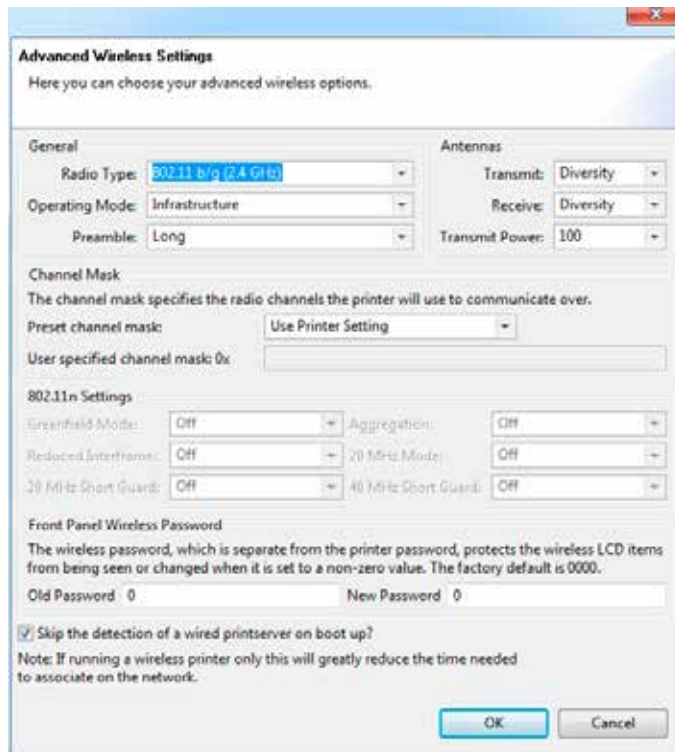 Advanced Wireless Settings
Here you can choose your advanced wireless options.
General
Radio Type: 802.11 b/g (2.4 GHz)
Operating Mode: Infrastructure
Preamble: Long
Antennas
Transmit: Diversity
Receive: Diversity
Transmit Power: 100
Channel Mask
The channel mask specifies the radio channels the printer will use to communicate over.
Preset channel mask: Use Printer Setting
User specified channel mask: 0x
802.11n Settings
Greenfield Mode: Off Aggregation: Off
Reduced Interframe: Off 20 MHz Mode: Off
20 MHz Short Guard: Off 40 MHz Short Guard: Off
Front Panel Wireless Password
The wireless password, which is separate from the printer password, protects the wireless LCD items
from being seen or changed when it is set to a non-zero value. The factory default is 0000.
Old Password 0 New Password 0
Skip the detection of a wired printserver on boot up?
Note: If running a wireless printer only this will greatly reduce the time needed
to associate on the network.
OK Cancel